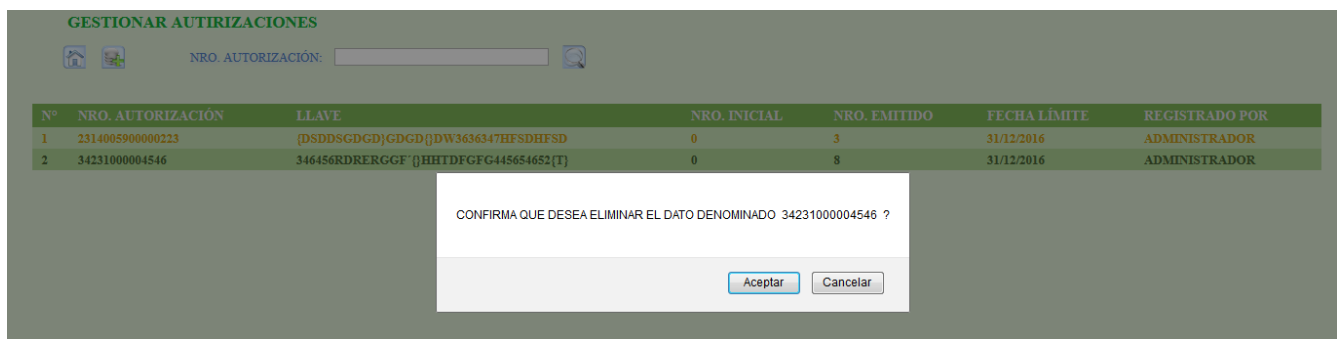 GESTIONAR AUTIRIZACIONES
NRO. AUTORIZACIÓN:
N° NRO. AUTORIZACIÓN LLAVE NRO. INICIAL NRO. EMITIDO FECHA LÍMITE REGISTRADO POR
1 2314005900000223 {DSDDSGDGD}GDGD{}DW3636347HFSDHFSD 0 3 31/12/2016 ADMINISTRADOR
2 34231000004546 346456RDRERGGF´{}HHTDFGFG445654652{T} 0 8 31/12/2016 ADMINISTRADOR
CONFIRMA QUE DESEA ELIMINAR EL DATO DENOMINADO 34231000004546 ?
Aceptar Cancelar